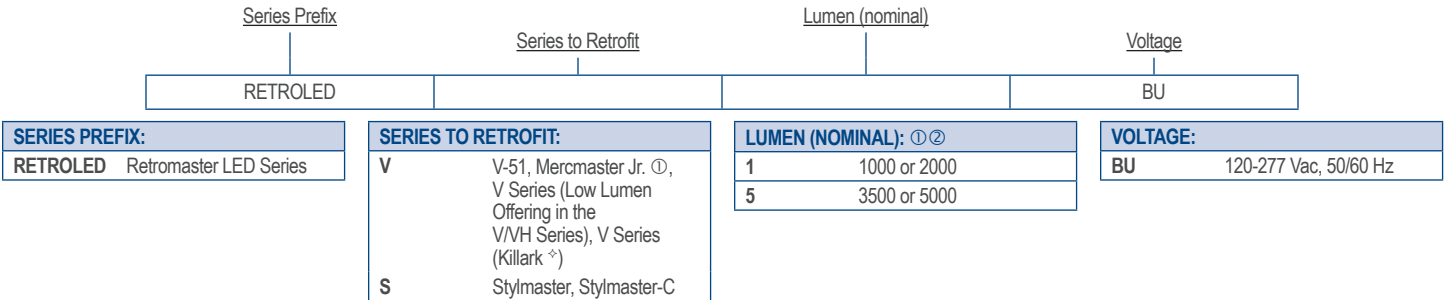 Series Prefix
Lumen (nominal)
Series to Retrofit
Voltage
RETROLED
BU
SERIES PREFIX:
RETROLED Retromaster LED Series
SERIES TO RETROFIT:
V V-51, Mercmaster Jr. ①,
V Series (Low Lumen
Offering in the
V/VH Series), V Series
(Killark ✧)
S Stylmaster, Stylmaster-C
LUMEN (NOMINAL): ①②
1 1000 or 2000
5 3500 or 5000
VOLTAGE:
BU 120-277 Vac, 50/60 Hz